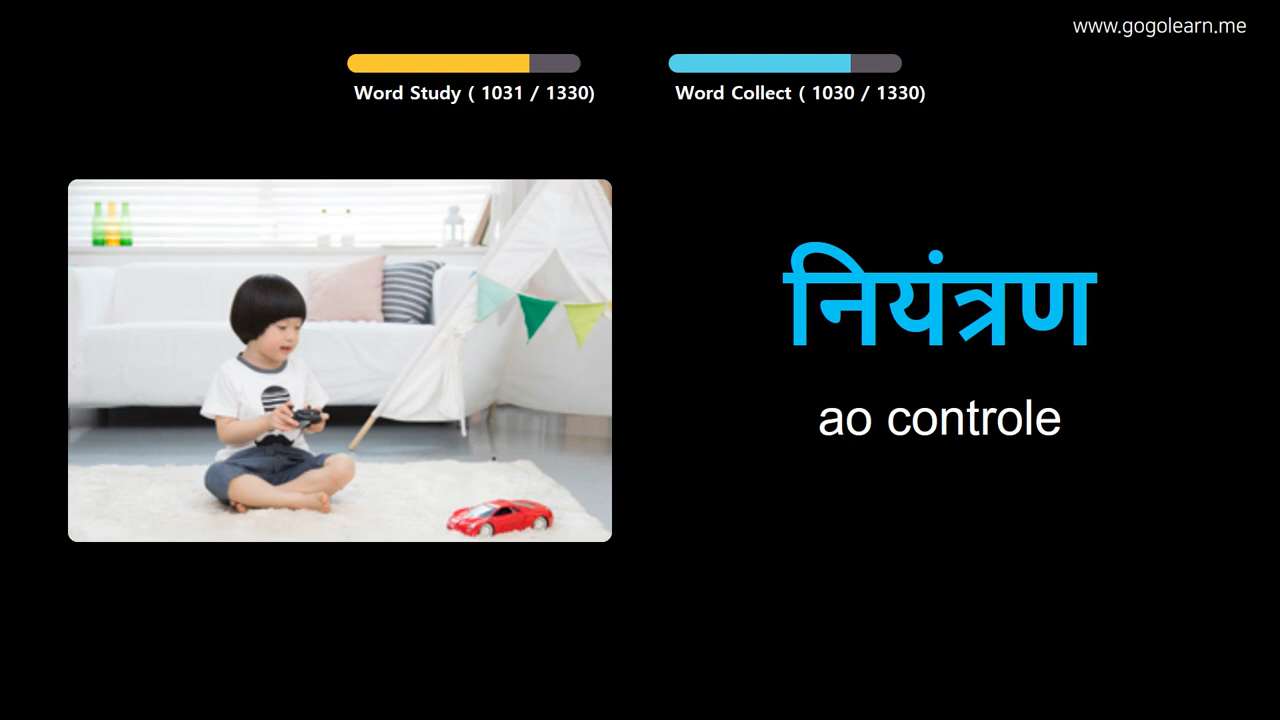 www.gogolearn.me
Word Study ( 1031 / 1330)
Word Collect ( 1030 / 1330)
नियंत्रण
ao controle